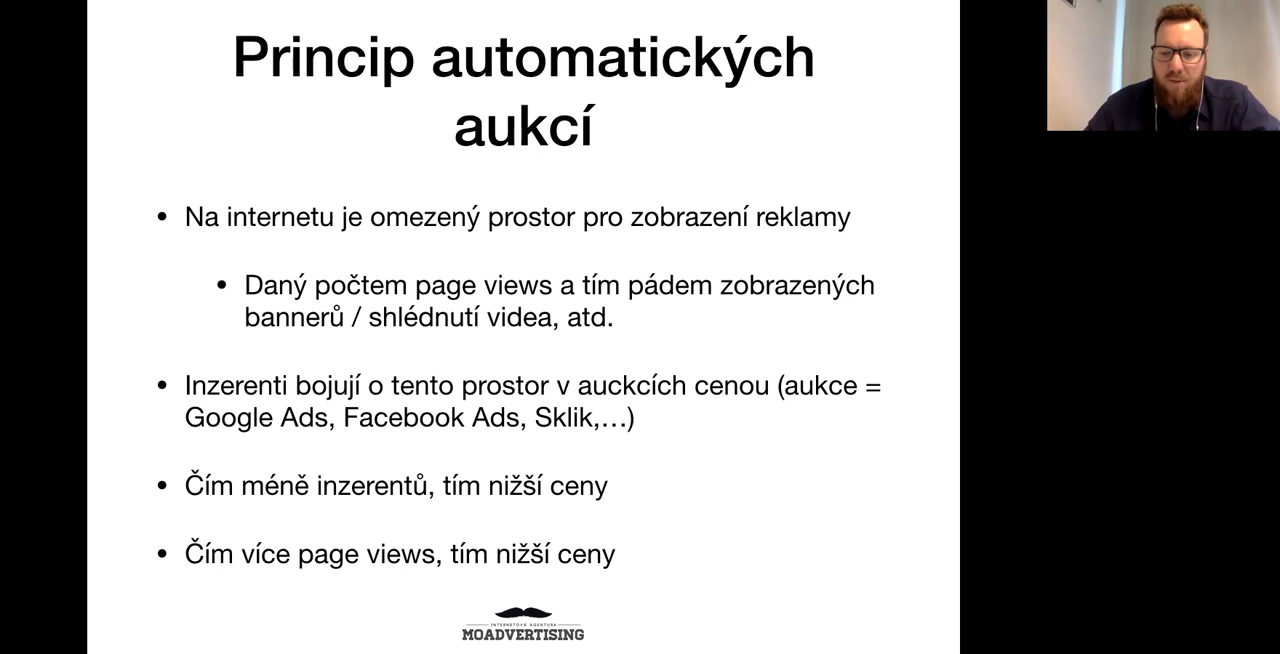 Princip automatických
aukcí
• Na internetu je omezený prostor pro zobrazení reklamy
• Daný počtem page views a tím pádem zobrazených
bannerů / shlédnutí videa, atd.
• Inzerenti bojují o tento prostor v auckcích cenou (aukce =
Google Ads, Facebook Ads, Sklik,…)
• Čím méně inzerentů, tím nižší ceny
• Čím více page views, tím nižší ceny
INTERNETOVÁ AGENTURA
MOADVERTISING